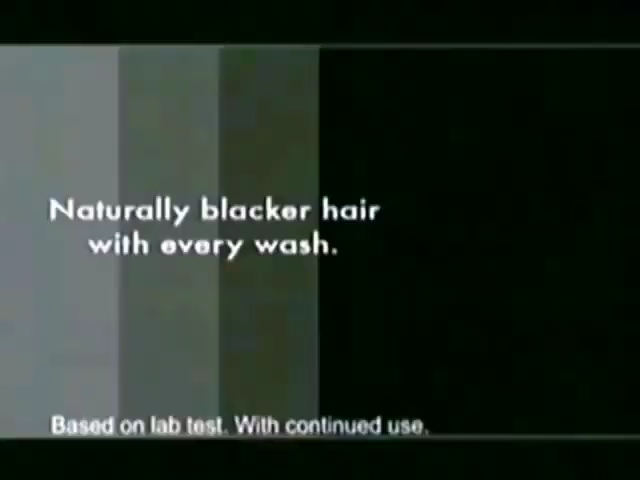 Naturally blacker hair
with every wash.
Based on lab test. With continued use.